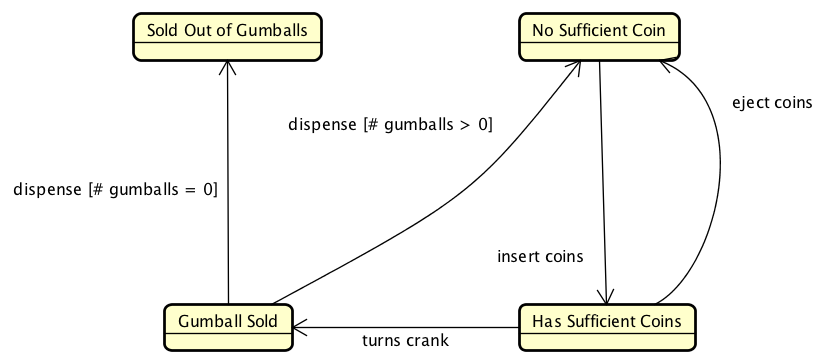 Sold Out of Gumballs
No Sufficient Coin
eject coins
dispense [# gumballs > 0]
dispense [# gumballs = 0]
insert coins
Gumball Sold
Has Sufficient Coins
turns crank